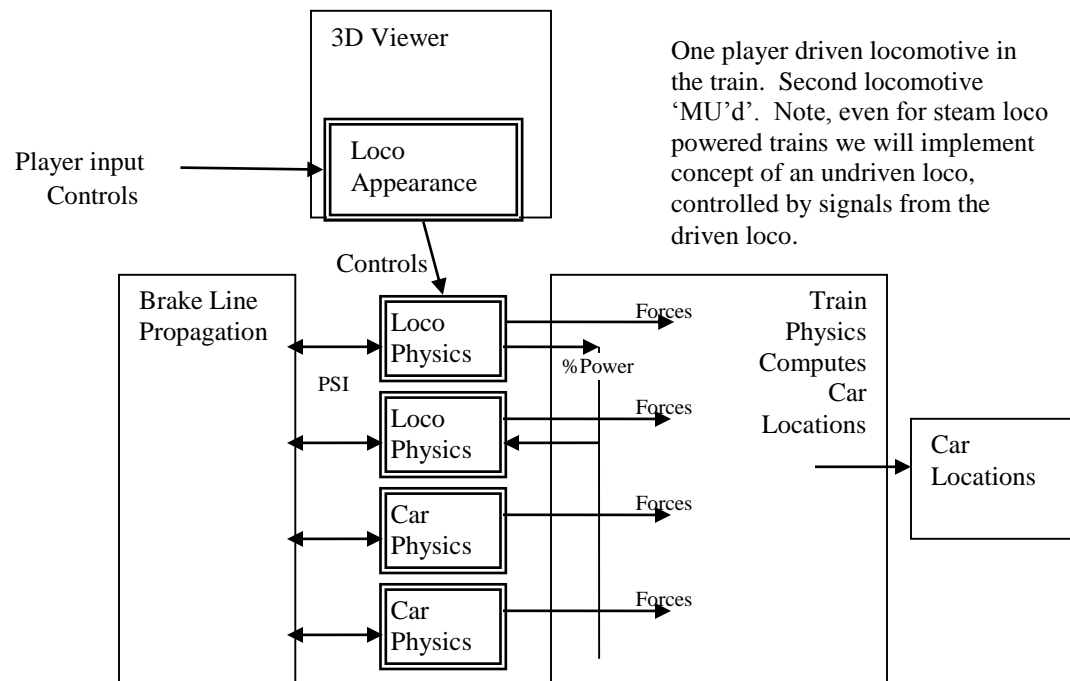 3D Viewer
One player driven locomotive in
the train.  Second locomotive
‘MU’d’.  Note, even for steam loco
powered trains we will implement
concept of an undriven loco,
controlled by signals from the
driven loco.
Player input
Controls
Loco
Appearance
Controls
Brake Line
Propagation
PSI
Loco
Physics
Forces
%Power
Loco
Physics
Forces
Car
Physics
Forces
Car
Physics
Forces
Train
Physics
Computes
Car
Locations
Car
Locations